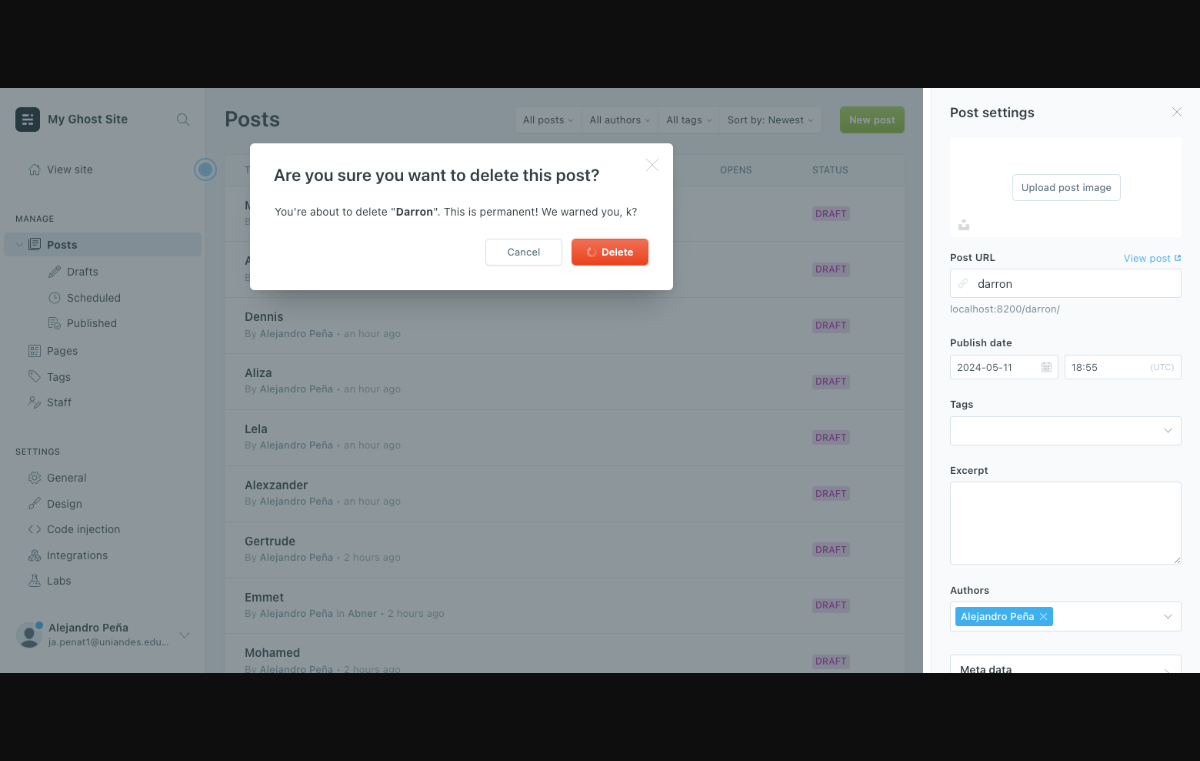 My Ghost Site
View site
MANAGE
Posts
Drafts
Scheduled
Published
Pages
Tags
Staff
SETTINGS
General
Design
Code injection
Integrations
Labs
Alejandro Peña
ja.penat1@uniandes.edu...
Posts
All posts
All authors
All tags
Sort by: Newest
New post
OPENS
STATUS
Are you sure you want to delete this post?
You're about to delete "Darron". This is permanent! We warned you, k?
Cancel
Delete
DRAFT
DRAFT
Dennis
By Alejandro Peña • an hour ago
DRAFT
Aliza
By Alejandro Peña • an hour ago
DRAFT
Lela
By Alejandro Peña • an hour ago
DRAFT
Alexzander
By Alejandro Peña • an hour ago
DRAFT
Gertrude
By Alejandro Peña • 2 hours ago
DRAFT
Emmet
By Alejandro Peña in Abner • 2 hours ago
DRAFT
Mohamed
By Alejandro Peña • 2 hours ago
DRAFT
Post settings
Upload post image
Post URL
View post
darron
localhost:8200/darron/
Publish date
2024-05-11
18:55
(UTC)
Tags
Excerpt
Authors
Alejandro Peña
Meta data